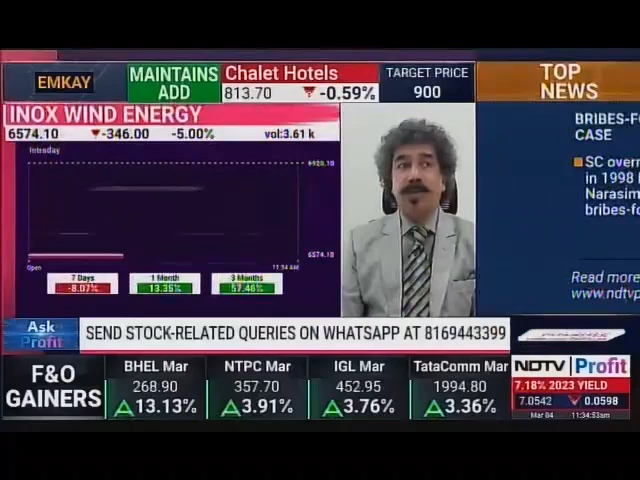 EMKAY
MAINTAINS
ADD
Chalet Hotels
813.70 ▼ -0.59%
TARGET PRICE
900
TOP
NEWS
INOX WIND ENERGY
6574.10 ▼-346.00 -5.00% vol:3.61 k
Intraday
6920.10
6574.10
Open
11:34 AM
7 Days
-8.07%
1 Month
13.35%
3 Months
57.46%
BRIBES-FO
CASE
SC overr
in 1998 
Narasim
bribes-fo
Read more
www.ndtvp
Ask
Profit
SEND STOCK-RELATED QUERIES ON WHATSAPP AT 8169443399
F&O
GAINERS
BHEL Mar
268.90
13.13%
NTPC Mar
357.70
3.91%
IGL Mar
452.95
3.76%
TataComm Mar
1994.80
3.36%
NDTV Profit
7.18% 2023 YIELD
7.0542 ▼ 0.0598
Mar 04 11:34:53am